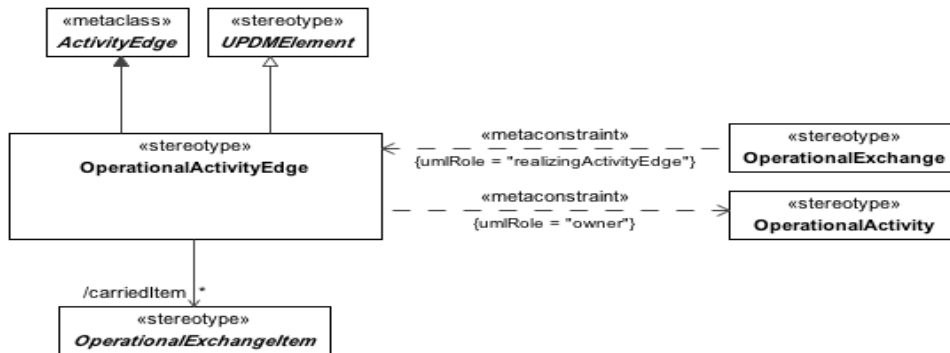 «metaclass»
ActivityEdge
«stereotype»
UPDMElement
«stereotype»
OperationalActivityEdge
«metaconstraint»
{umlRole = "realizingActivityEdge"}
«stereotype»
OperationalExchange
«metaconstraint»
{umlRole = "owner"}
«stereotype»
OperationalActivity
/carriedItem *
«stereotype»
OperationalExchangeItem